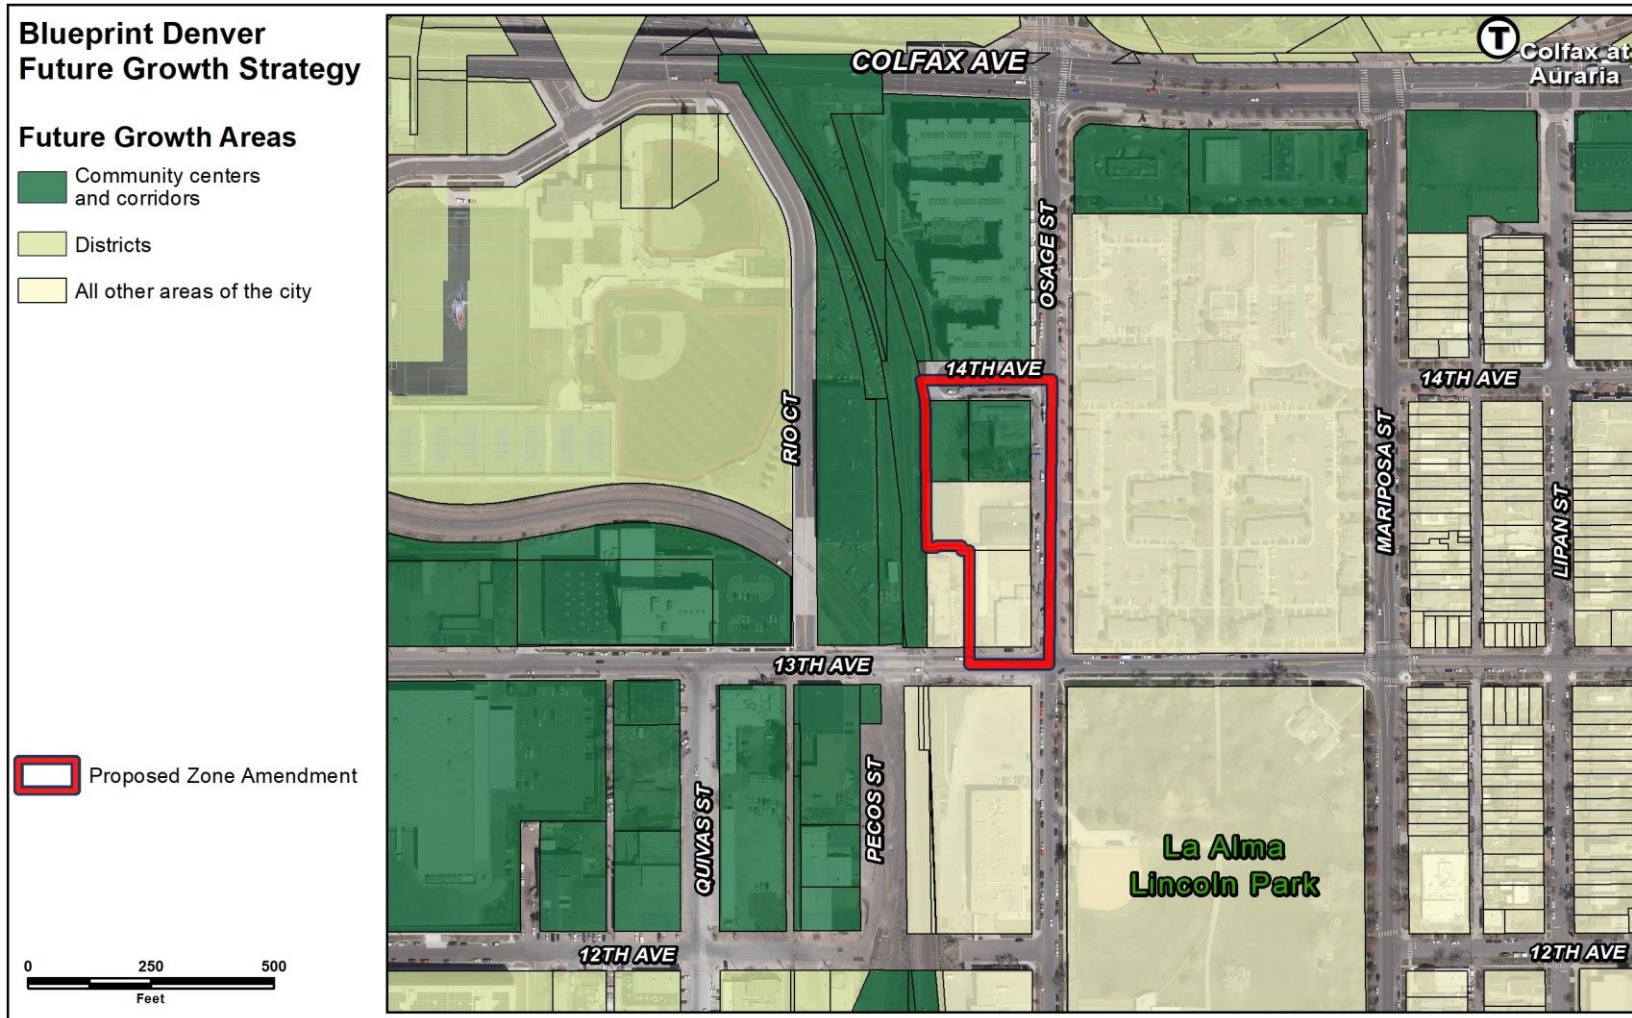 Blueprint Denver
Future Growth Strategy
Future Growth Areas
Community centers
and corridors
Districts
All other areas of the city
Proposed Zone Amendment
0 250 500
Feet
COLFAX AVE
T
Colfax at
Auraria
OSAGE ST
14TH AVE
14TH AVE
RIO CT
MARIPOSA ST
LIPAN ST
13TH AVE
QUIVAS ST
PECOS ST
La Alma
Lincoln Park
12TH AVE
12TH AVE